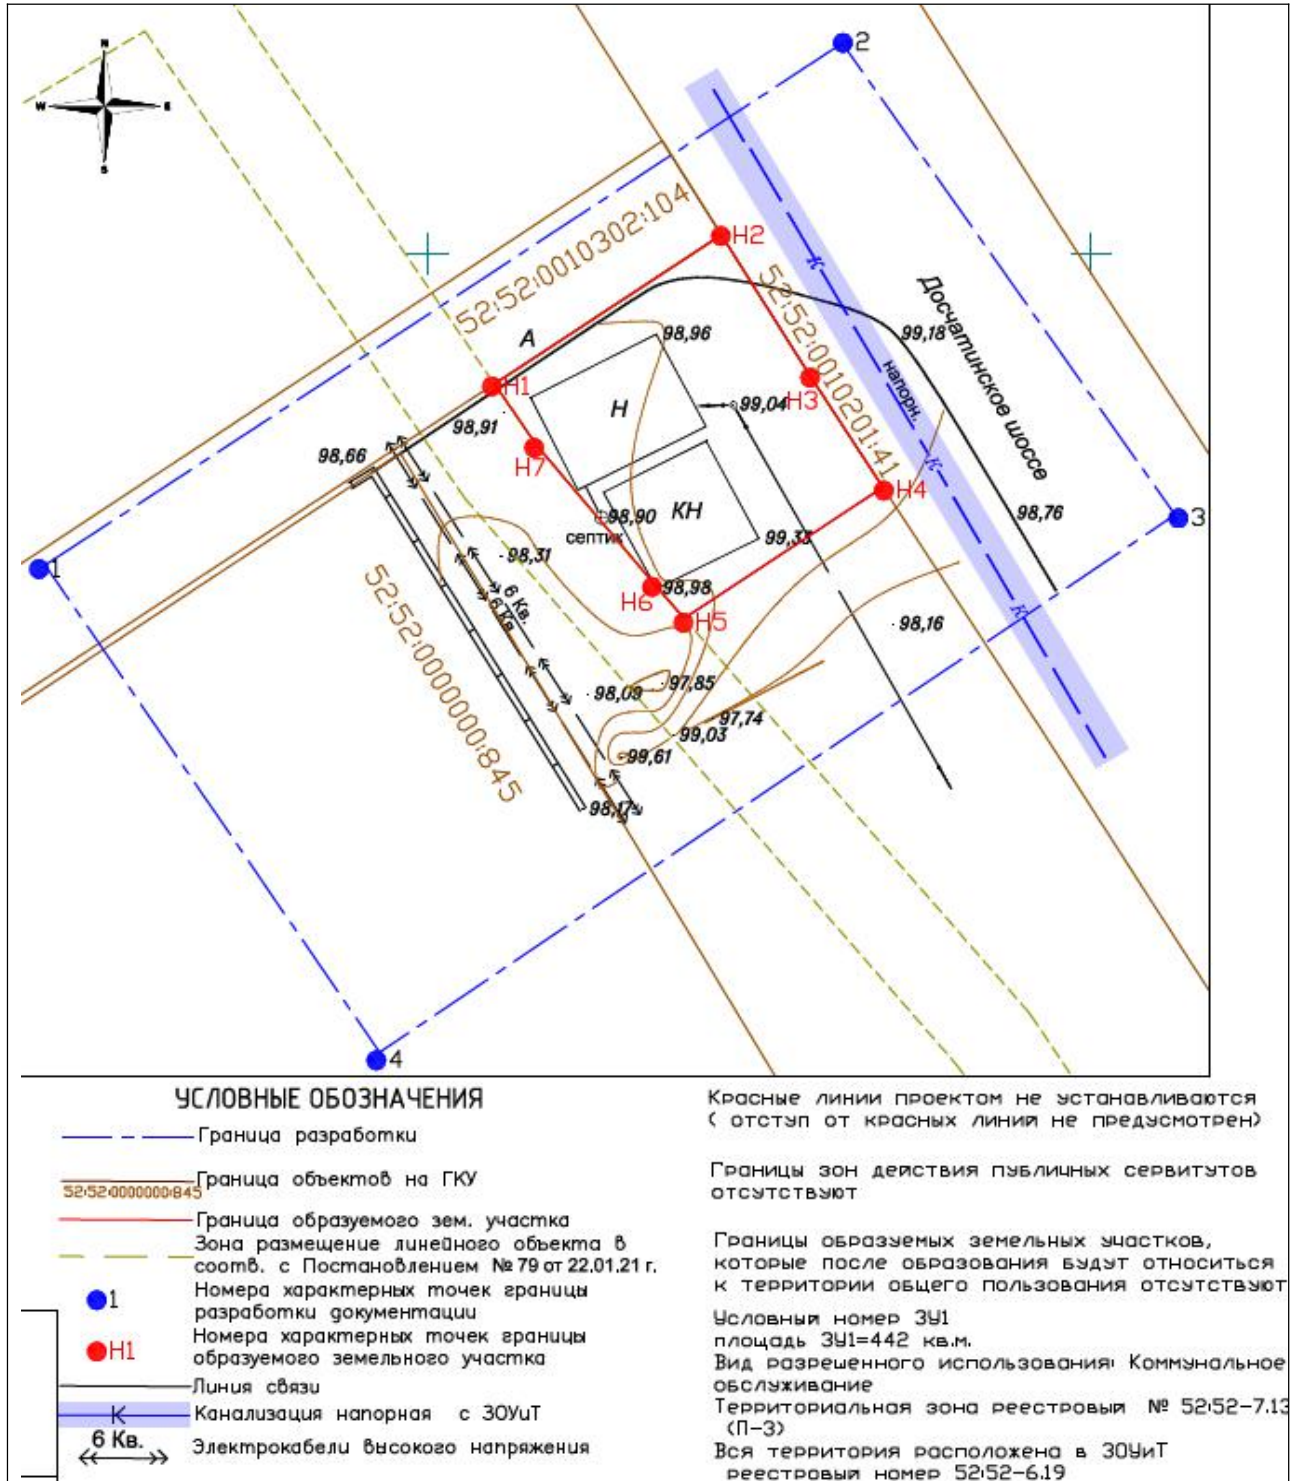 N
W
E
S
2
52:52:0010302:104
Н2
52:52:0010201:41
К
Досчатинское шоссе
98,96
99,18
А
напорн.
Н1
Н
Н3
99,04
98,91
98,66
Н7
К
Н4
КН
98,90
98,76
3
септик
99,33
98,31
1
6 Кв.
6 Кв.
98,98
Н6
К
Н5
98,16
52:52:0000000:845
98,09
97,85
97,74
99,03
99,61
98,17
4
УСЛОВНЫЕ ОБОЗНАЧЕНИЯ
Граница разработки
52:52:0000000:845
Граница объектов на ГКУ
Граница образуемого зем. участка
Зона размещение линейного объекта в
соотв. с Постановлением № 79 от 22.01.21 г.
1
Номера характерных точек границы
разработки документации
Н1
Номера характерных точек границы
образуемого земельного участка
Линия связи
К
Канализация напорная с ЗОУиТ
6 Кв.
Электрокабели высокого напряжения
Красные линии проектом не устанавливаются
( отступ от красных линий не предусмотрен)
Границы зон действия публичных сервитутов
отсутствуют
Границы образуемых земельных участков,
которые после образования будут относиться
к территории общего пользования отсутствуют
Условный номер ЗУ1
площадь ЗУ1=442 кв.м.
Вид разрешенного использования: Коммунальное
обслуживание
Территориальная зона реестровый № 52:52-7.13
(П-3)
Вся территория расположена в ЗОУиТ
реестровый номер 52:52-6.19